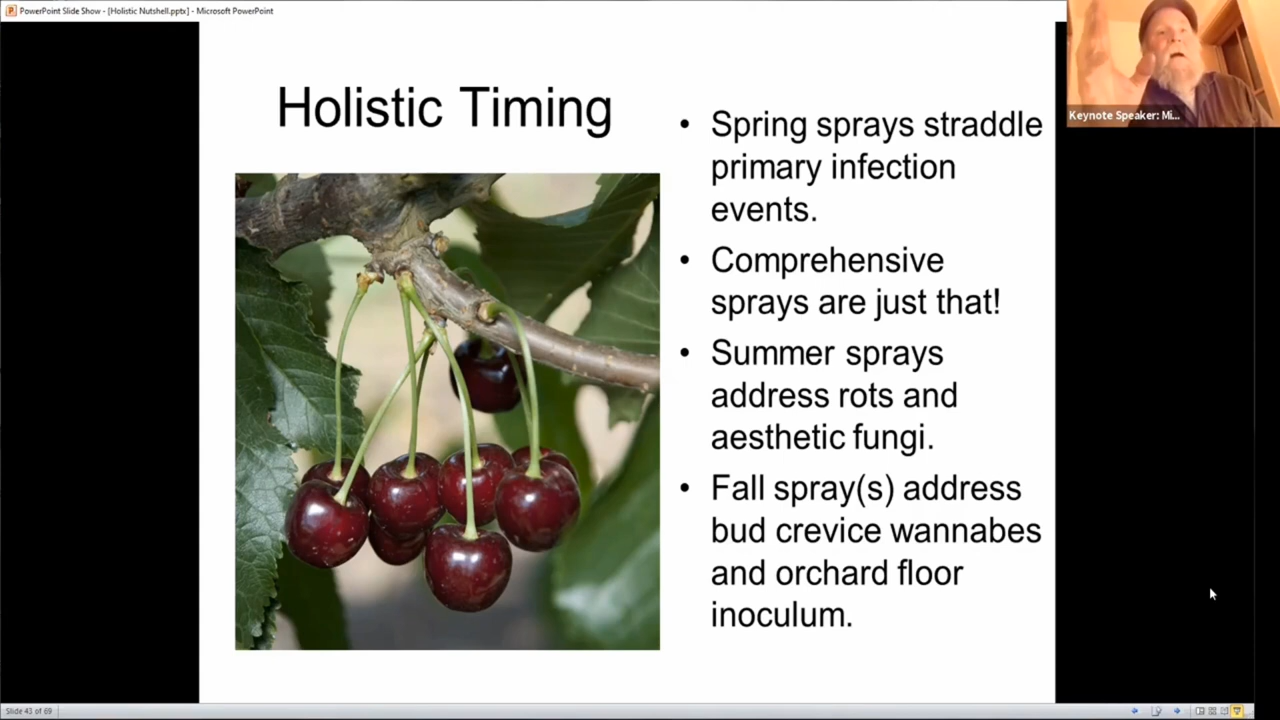 PowerPoint Slide Show - [Holistic Nutshell.pptx] - Microsoft PowerPoint
Keynote Speaker: Mi...
Holistic Timing
• Spring sprays straddle
primary infection
events.
• Comprehensive
sprays are just that!
• Summer sprays
address rots and
aesthetic fungi.
• Fall spray(s) address
bud crevice wannabes
and orchard floor
inoculum.
Slide 43 of 69